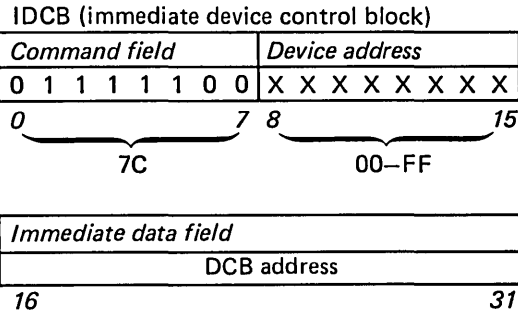 IDCB (immediate device control block)
Command field Device address
0 1 1 1 1 1 0 0 X X X X X X X X
0 7 8 15
7C 00–FF
Immediate data field
DCB address
16 31